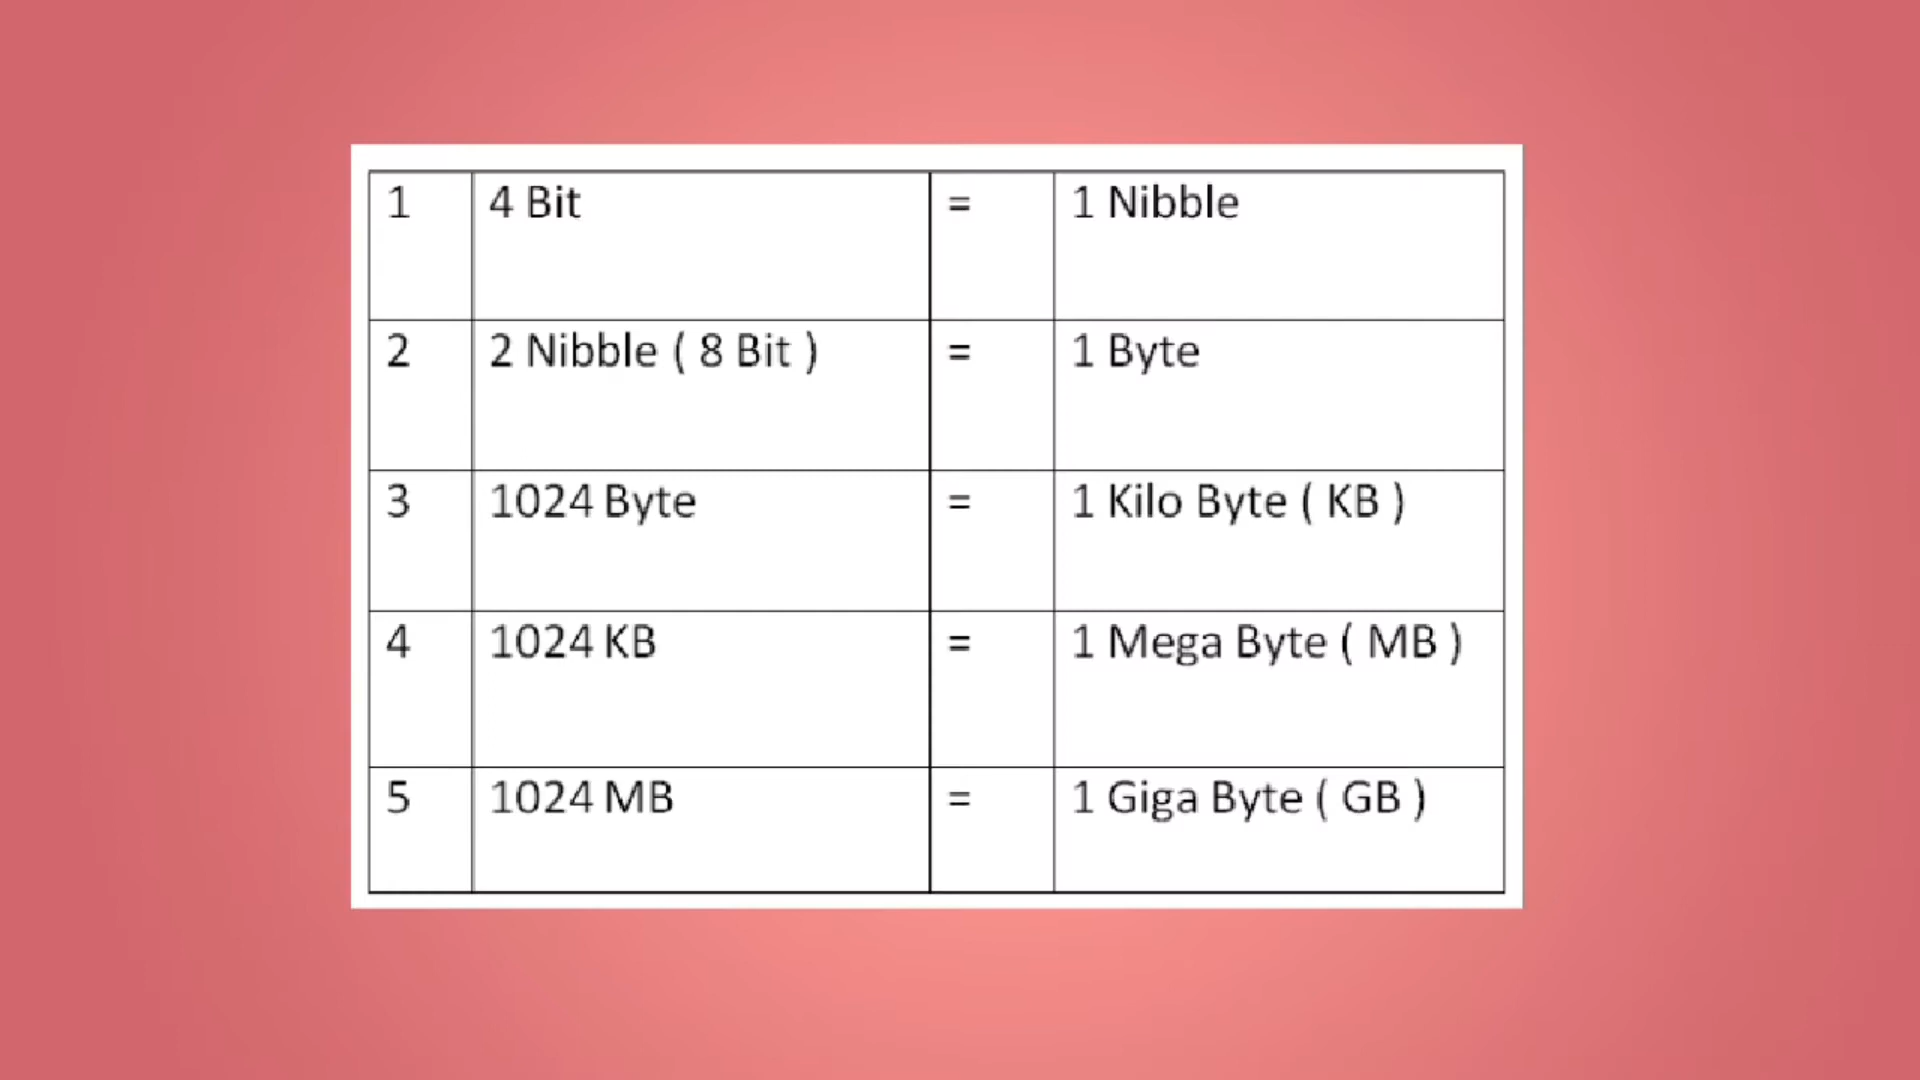 1 4 Bit = 1 Nibble
2 2 Nibble ( 8 Bit ) = 1 Byte
3 1024 Byte = 1 Kilo Byte ( KB )
4 1024 KB = 1 Mega Byte ( MB )
5 1024 MB = 1 Giga Byte ( GB )